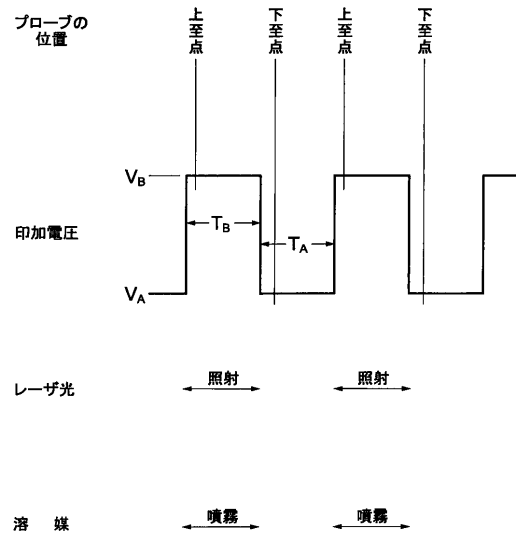 プローブの
位置
上至点
下至点
上至点
下至点
V_B
T_B
印加電圧
T_A
V_A
レーザ光
照射
照射
溶 媒
噴霧
噴霧